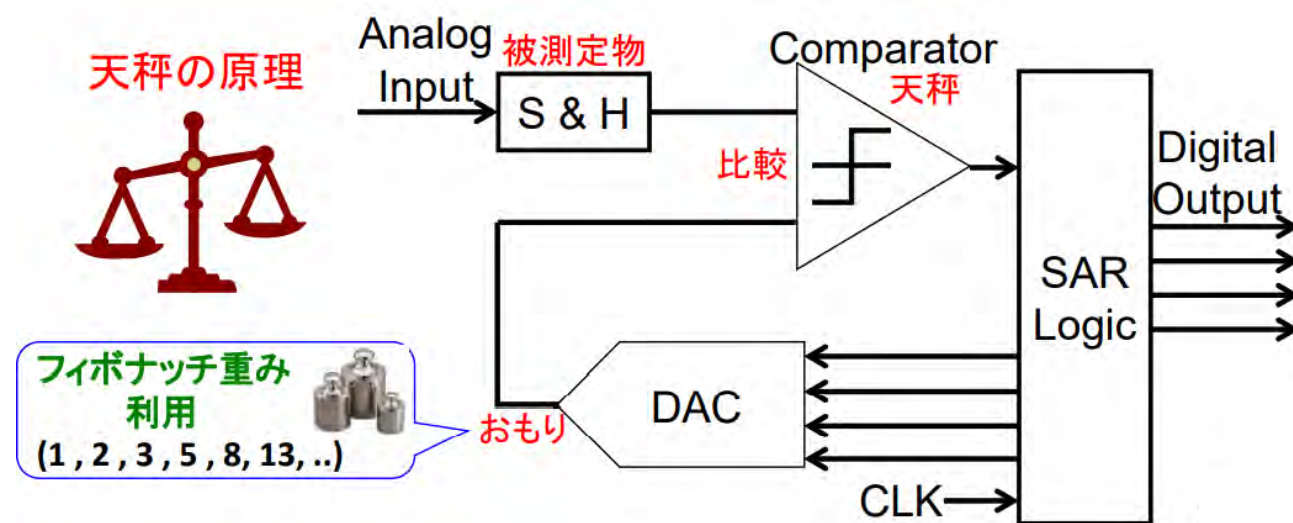 天秤の原理
Analog
Input
被測定物
S & H
Comparator
天秤
比較
SAR
Logic
Digital
Output
フィボナッチ重み
利用
(1 , 2 , 3 , 5 , 8, 13, ..)
おもり
DAC
CLK